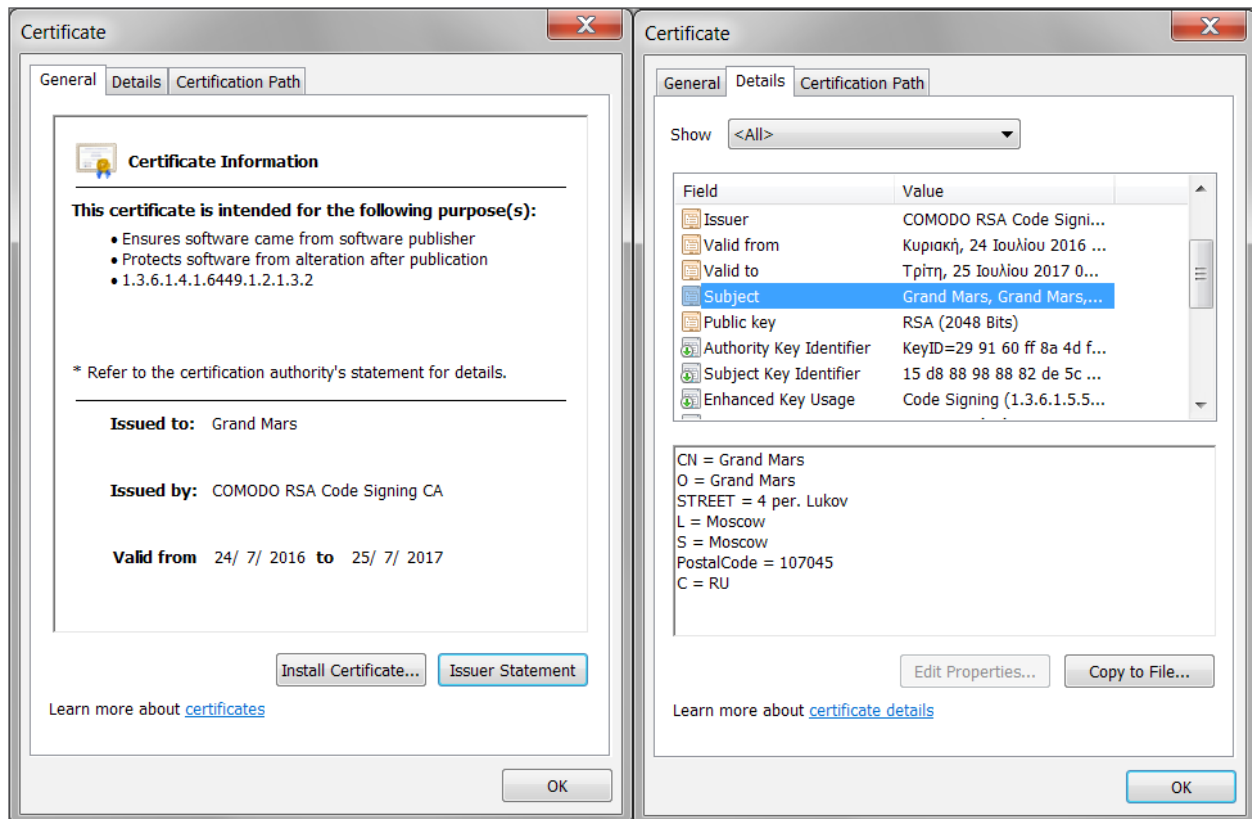 Certificate
General Details Certification Path
Certificate Information
This certificate is intended for the following purpose(s):
• Ensures software came from software publisher
• Protects software from alteration after publication
• 1.3.6.1.4.1.6449.1.2.1.3.2
* Refer to the certification authority's statement for details.
Issued to: Grand Mars
Issued by: COMODO RSA Code Signing CA
Valid from 24/ 7/ 2016 to 25/ 7/ 2017
Install Certificate... Issuer Statement
Learn more about certificates
OK
Certificate
General Details Certification Path
Show <All>
Field Value
Issuer COMODO RSA Code Signi...
Valid from Κυριακή, 24 Ιουλίου 2016 ...
Valid to Τρίτη, 25 Ιουλίου 2017 0...
Subject Grand Mars, Grand Mars,...
Public key RSA (2048 Bits)
Authority Key Identifier KeyID=29 91 60 ff 8a 4d f...
Subject Key Identifier 15 d8 88 98 88 82 de 5c ...
Enhanced Key Usage Code Signing (1.3.6.1.5.5...
CN = Grand Mars
O = Grand Mars
STREET = 4 per. Lukov
L = Moscow
S = Moscow
PostalCode = 107045
C = RU
Edit Properties... Copy to File...
Learn more about certificate details
OK